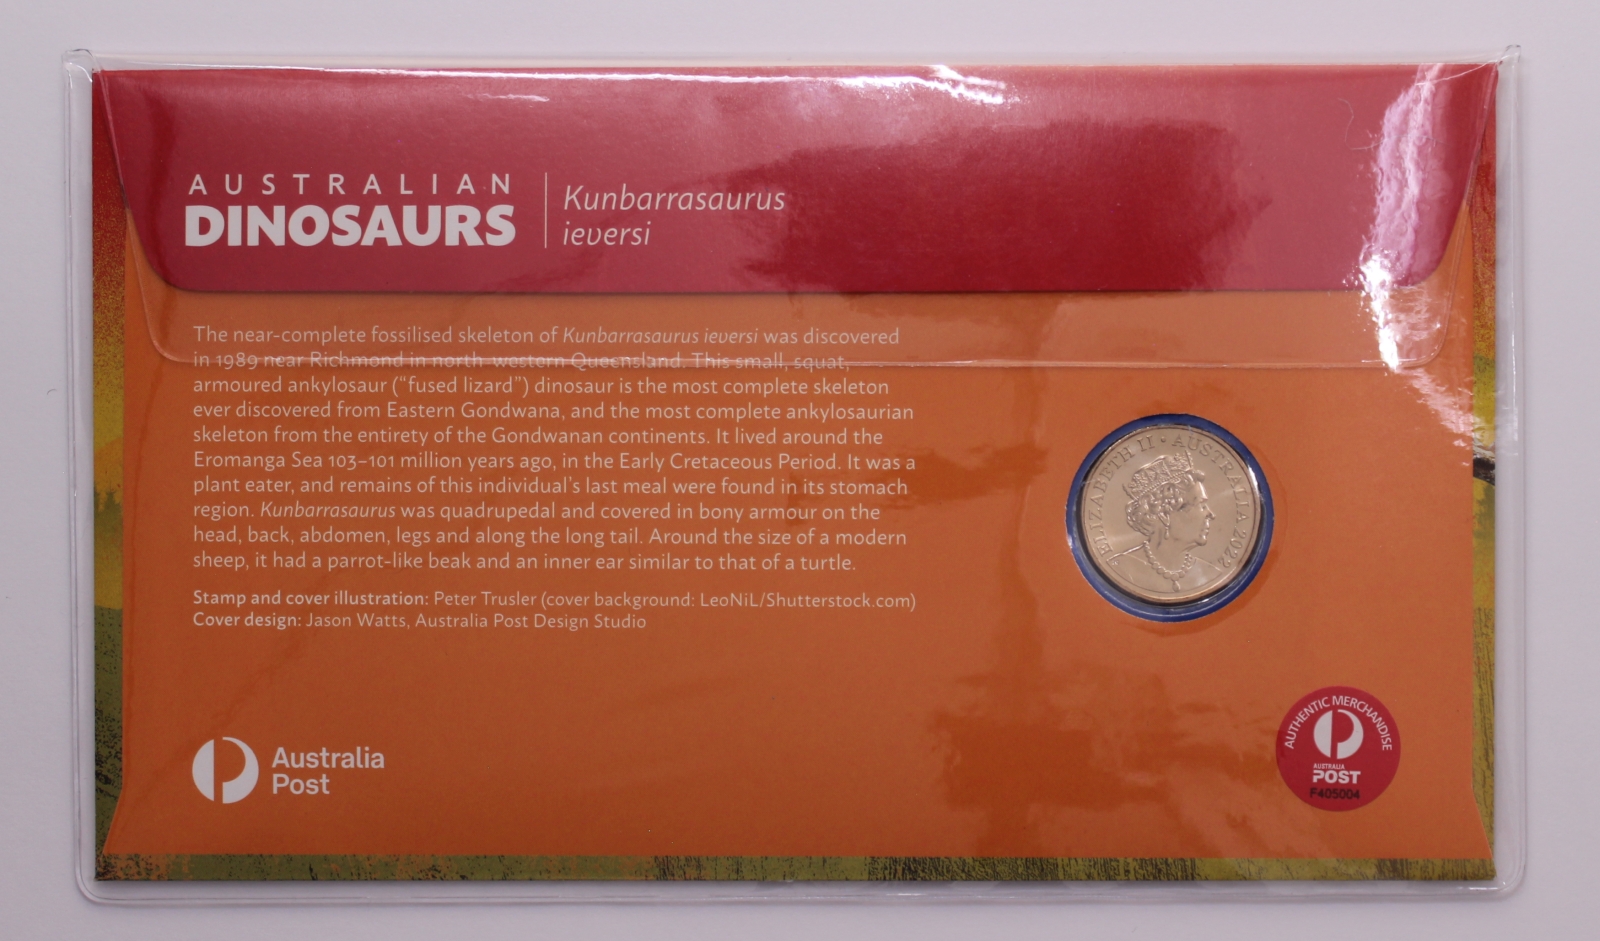 AUSTRALIAN
DINOSAURS
Kunbarrasaurus
ieversi
The near-complete fossilised skeleton of Kunbarrasaurus ieversi was discovered
in 1989 near Richmond in north-western Queensland. This small, squat,
armoured ankylosaur (“fused lizard”) dinosaur is the most complete skeleton
ever discovered from Eastern Gondwana, and the most complete ankylosaurian
skeleton from the entirety of the Gondwanan continents. It lived around the
Eromanga Sea 103–101 million years ago, in the Early Cretaceous Period. It was a
plant eater, and remains of this individual’s last meal were found in its stomach
region. Kunbarrasaurus was quadrupedal and covered in bony armour on the
head, back, abdomen, legs and along the long tail. Around the size of a modern
sheep, it had a parrot-like beak and an inner ear similar to that of a turtle.
Stamp and cover illustration: Peter Trusler (cover background: LeoNiL/Shutterstock.com)
Cover design: Jason Watts, Australia Post Design Studio
ELIZABETH II • AUSTRALIA 2022
Australia
Post
AUTHENTIC MERCHANDISE
AUSTRALIA
POST
F405004